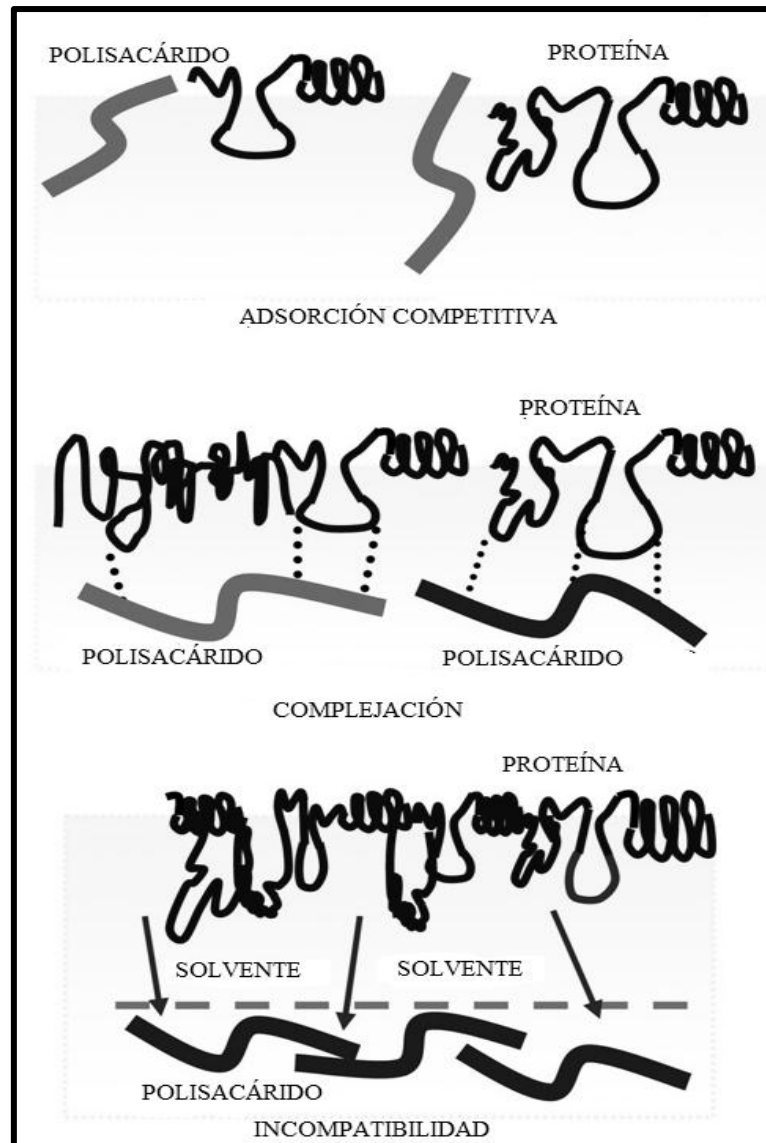 POLISACÁRIDO
PROTEÍNA
ADSORCIÓN COMPETITIVA
PROTEÍNA
POLISACÁRIDO
POLISACÁRIDO
COMPLEJACIÓN
PROTEÍNA
SOLVENTE
SOLVENTE
POLISACÁRIDO
INCOMPATIBILIDAD